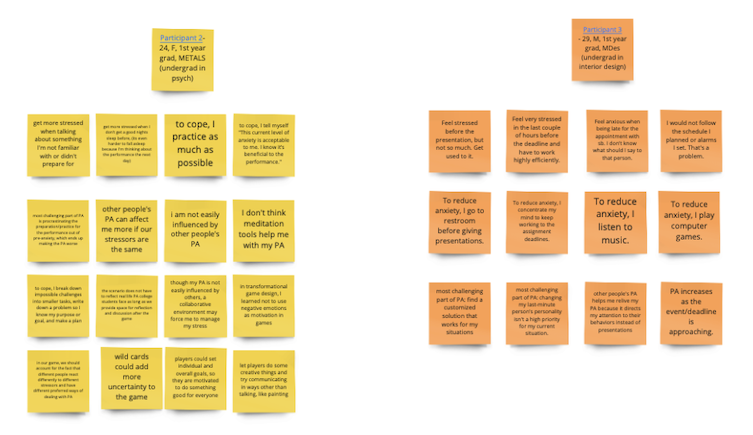 Participant 2-
24, F, 1st year
grad, METALS
(undergrad in
psych)
get more stressed
when talking
about something
I'm not familiar
with or didn't
prepare for
get more stressed when I
don't get a good night's
sleep before, (its even
harder to fall asleep
because I'm thinking about
the performance the next
day)
to cope, I
practice as
much as
possible
to cope, I tell myself
"This current level of
anxiety is acceptable
to me. I know it's
beneficial to the
performance."
most challenging part of PA
is procrastinating the
preparation/practice for
the performance out of
pre-anxiety, which ends up
making the PA worse
other people's
PA can affect
me more if our
stressors are
the same
i am not easily
influenced by
other people's
PA
I don't think
meditation
tools help me
with my PA
to cope, I break down
impossible challenges
into smaller tasks, write
down a problem so I
know my purpose or
goal, and make a plan
the scenario does not have
to reflect real-life PA college
students face as long as we
provide space for reflection
and discussion after the
game
though my PA is not
easily influenced by
others, a
collaborative
environment may
force me to manage
my stress
in transformational
game design, I
learned not to use
negative emotions
as motivation in
games
in our game, we should
account for the fact that
different people react
differently to different
stressors and have
different preferred ways of
dealing with PA
wild cards
could add
more
uncertainty to
the game
players could set
individual and
overall goals, so
they are motivated
to do something
good for everyone
let players do some
creative things and
try communicating
in ways other than
talking, like painting
Participant 3
- 29, M, 1st year
grad, MDes
(undergrad in
interior design)
Feel stressed
before the
presentation, but
not so much. Get
used to it.
Feel very stressed
in the last couple
of hours before
the deadline and
have to work
highly efficiently.
Feel anxious when
being late for the
appointment with
sb. I don't know
what should I say to
that person.
I would not follow
the schedule I
planned or alarms
I set. That's a
problem.
To reduce
anxiety, I go to
restroom
before giving
presentations.
To reduce anxiety, I
concentrate my
mind to keep
working to the
assignment
deadlines.
To reduce
anxiety, I
listen to
music.
To reduce
anxiety, I play
computer
games.
most challenging
part of PA: find a
customized
solution that
works for my
situations
most challenging
part of PA: changing
my last-minute
person's personality
isn't a high priority
for my current
situation.
other people's PA
helps me relive my
PA because it directs
my attention to their
behaviors instead of
presentations
PA increases
as the
event/deadline
is
approaching.